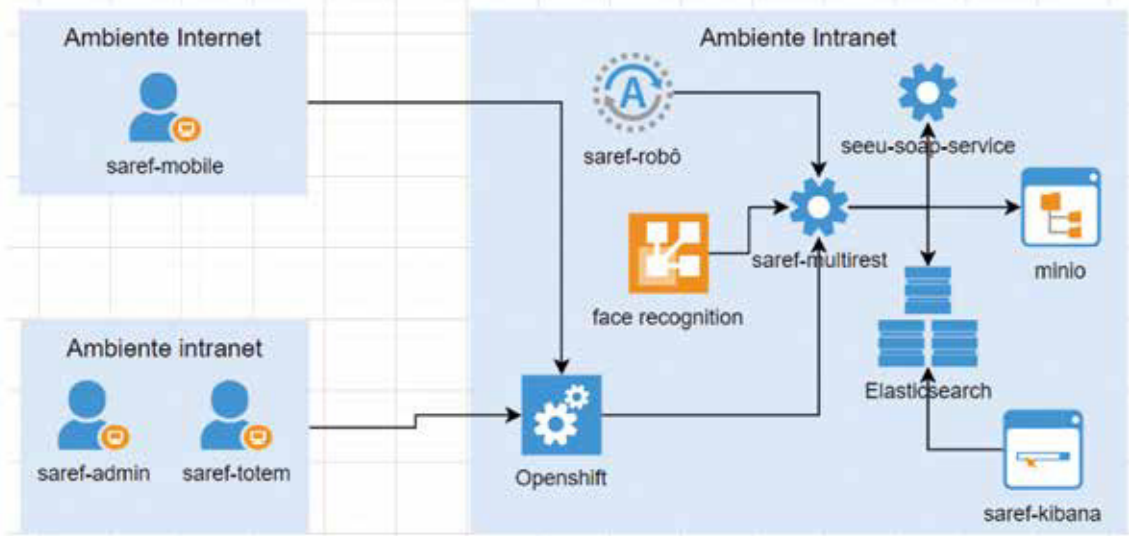 Ambiente Internet
saref-mobile
Ambiente intranet
saref-admin
saref-totem
Ambiente Intranet
A
saref-robô
seeu-soap-service
saref-multirest
minio
face recognition
Elasticsearch
Openshift
saref-kibana